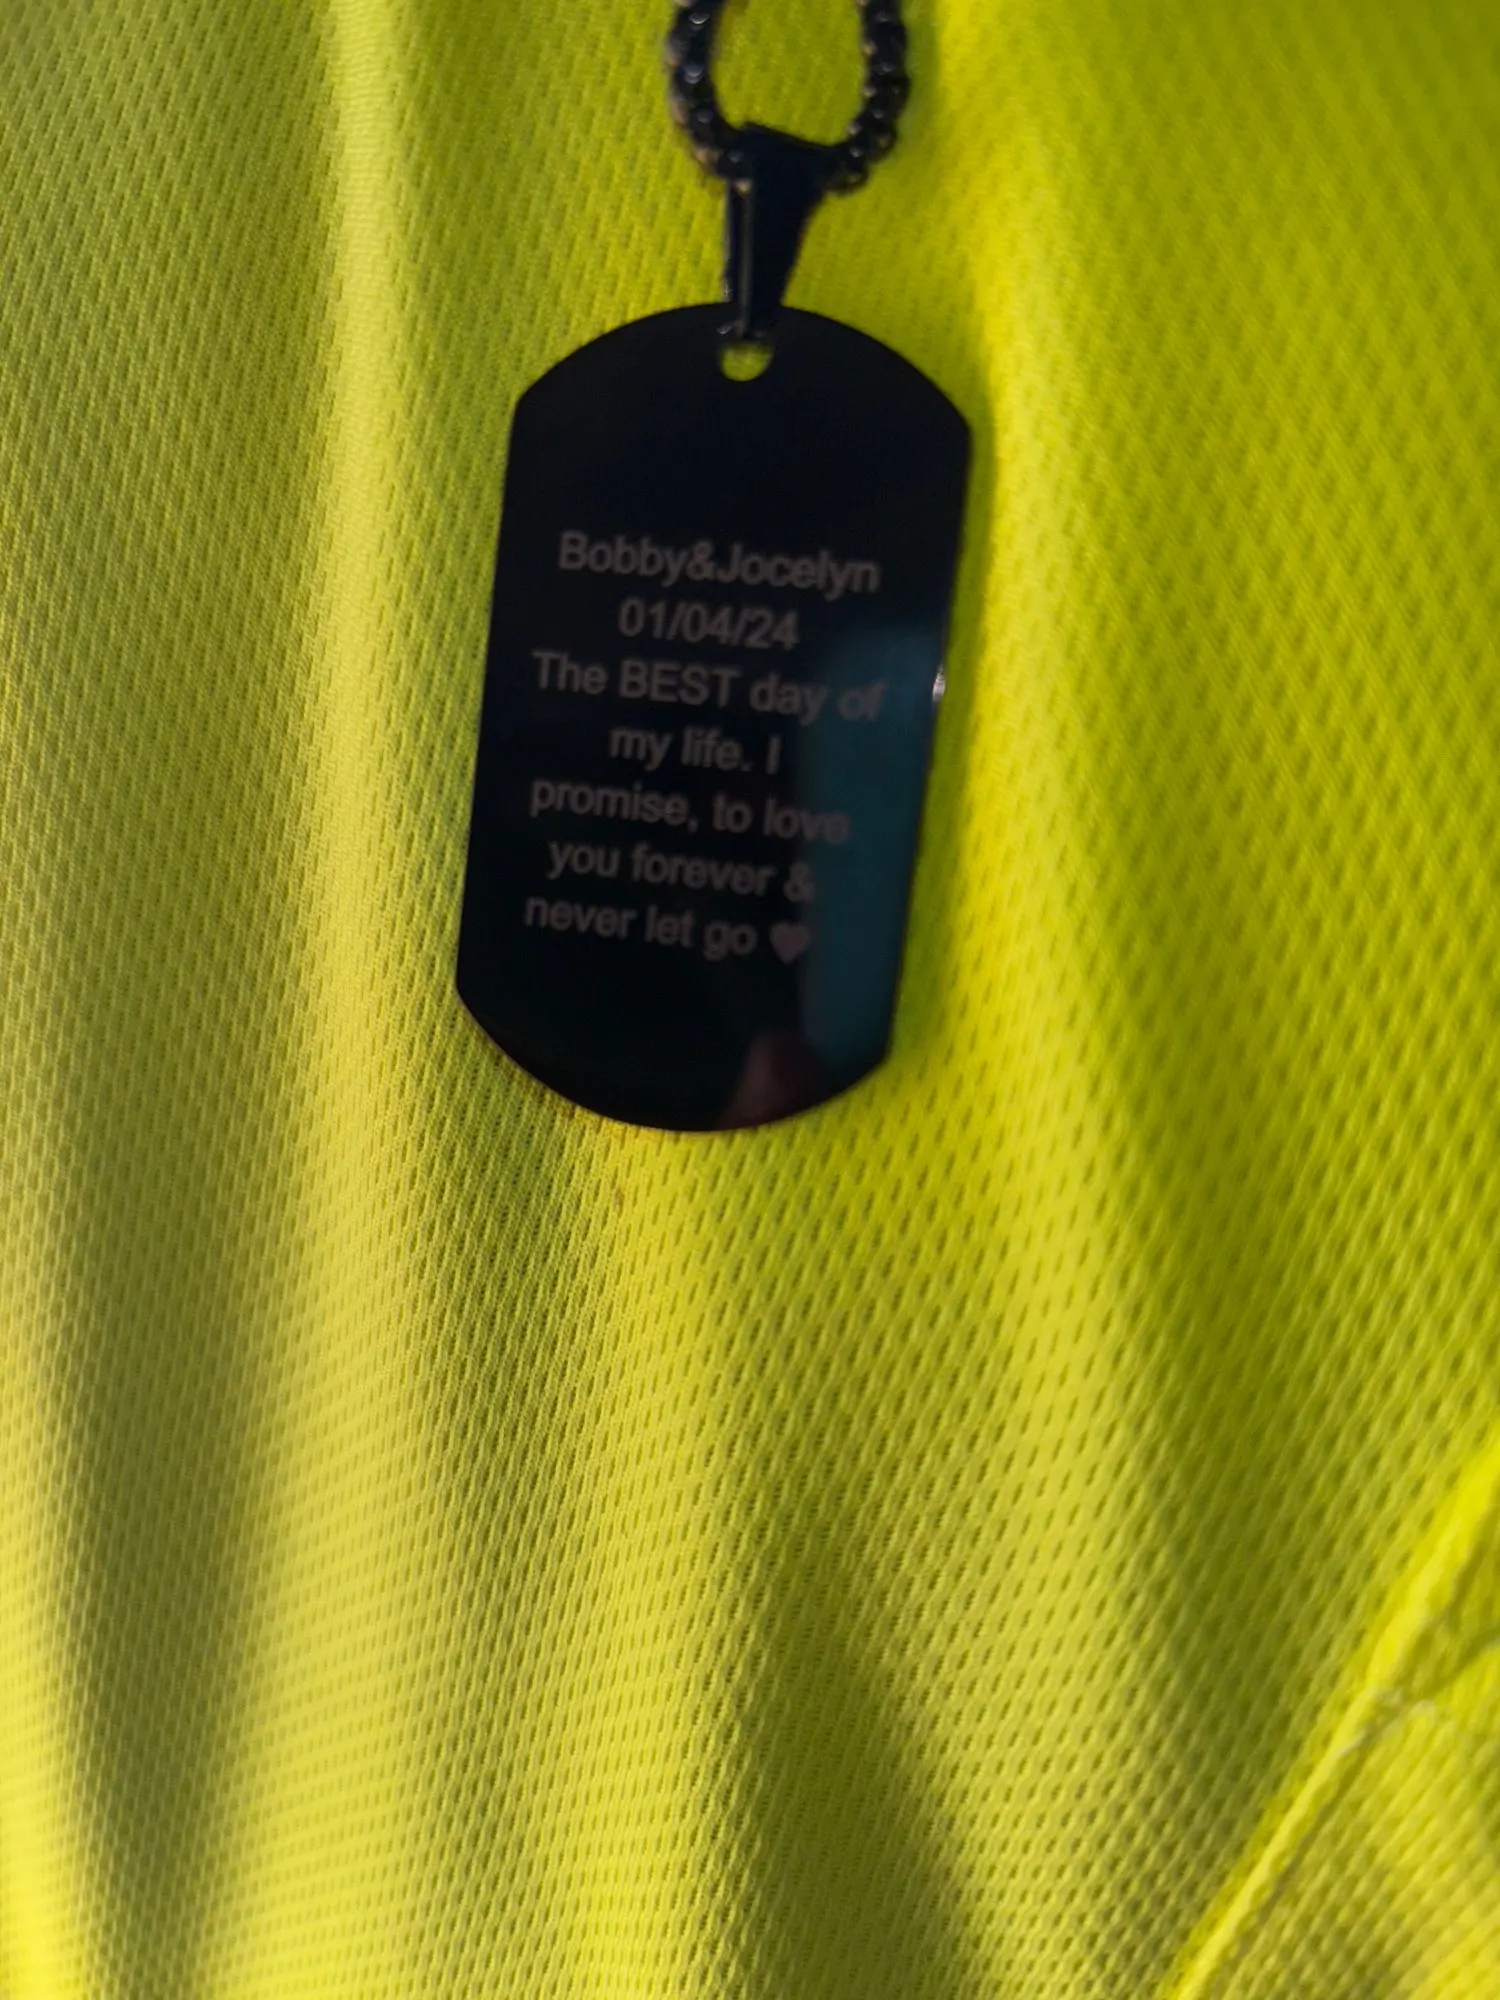 Bobby&Jocelyn
01/04/24
The BEST day of
my life. I
promise, to love
you forever &
never let go ♥